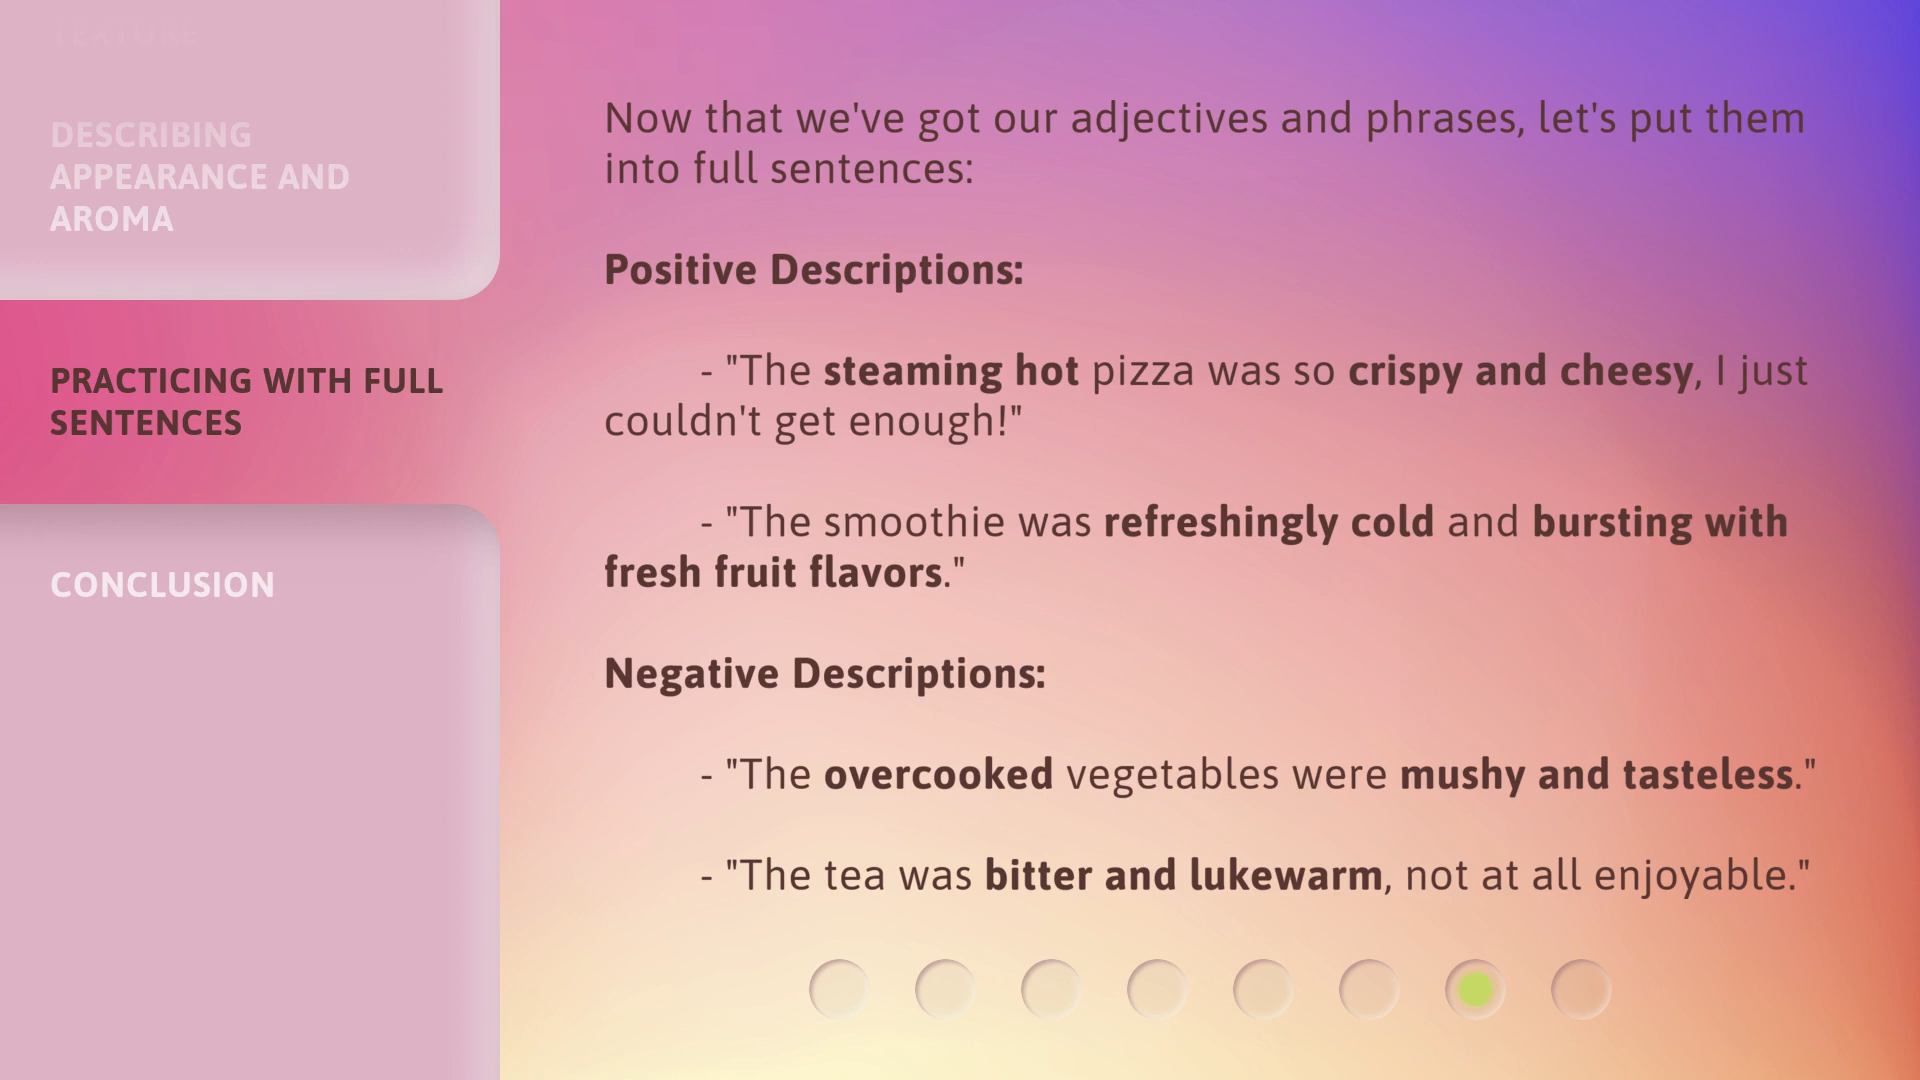 TEXTURE
DESCRIBING
APPEARANCE AND
AROMA
PRACTICING WITH FULL
SENTENCES
CONCLUSION
Now that we've got our adjectives and phrases, let's put them
into full sentences:
Positive Descriptions:
- "The steaming hot pizza was so crispy and cheesy, I just
couldn't get enough!"
- "The smoothie was refreshingly cold and bursting with
fresh fruit flavors."
Negative Descriptions:
- "The overcooked vegetables were mushy and tasteless."
- "The tea was bitter and lukewarm, not at all enjoyable."